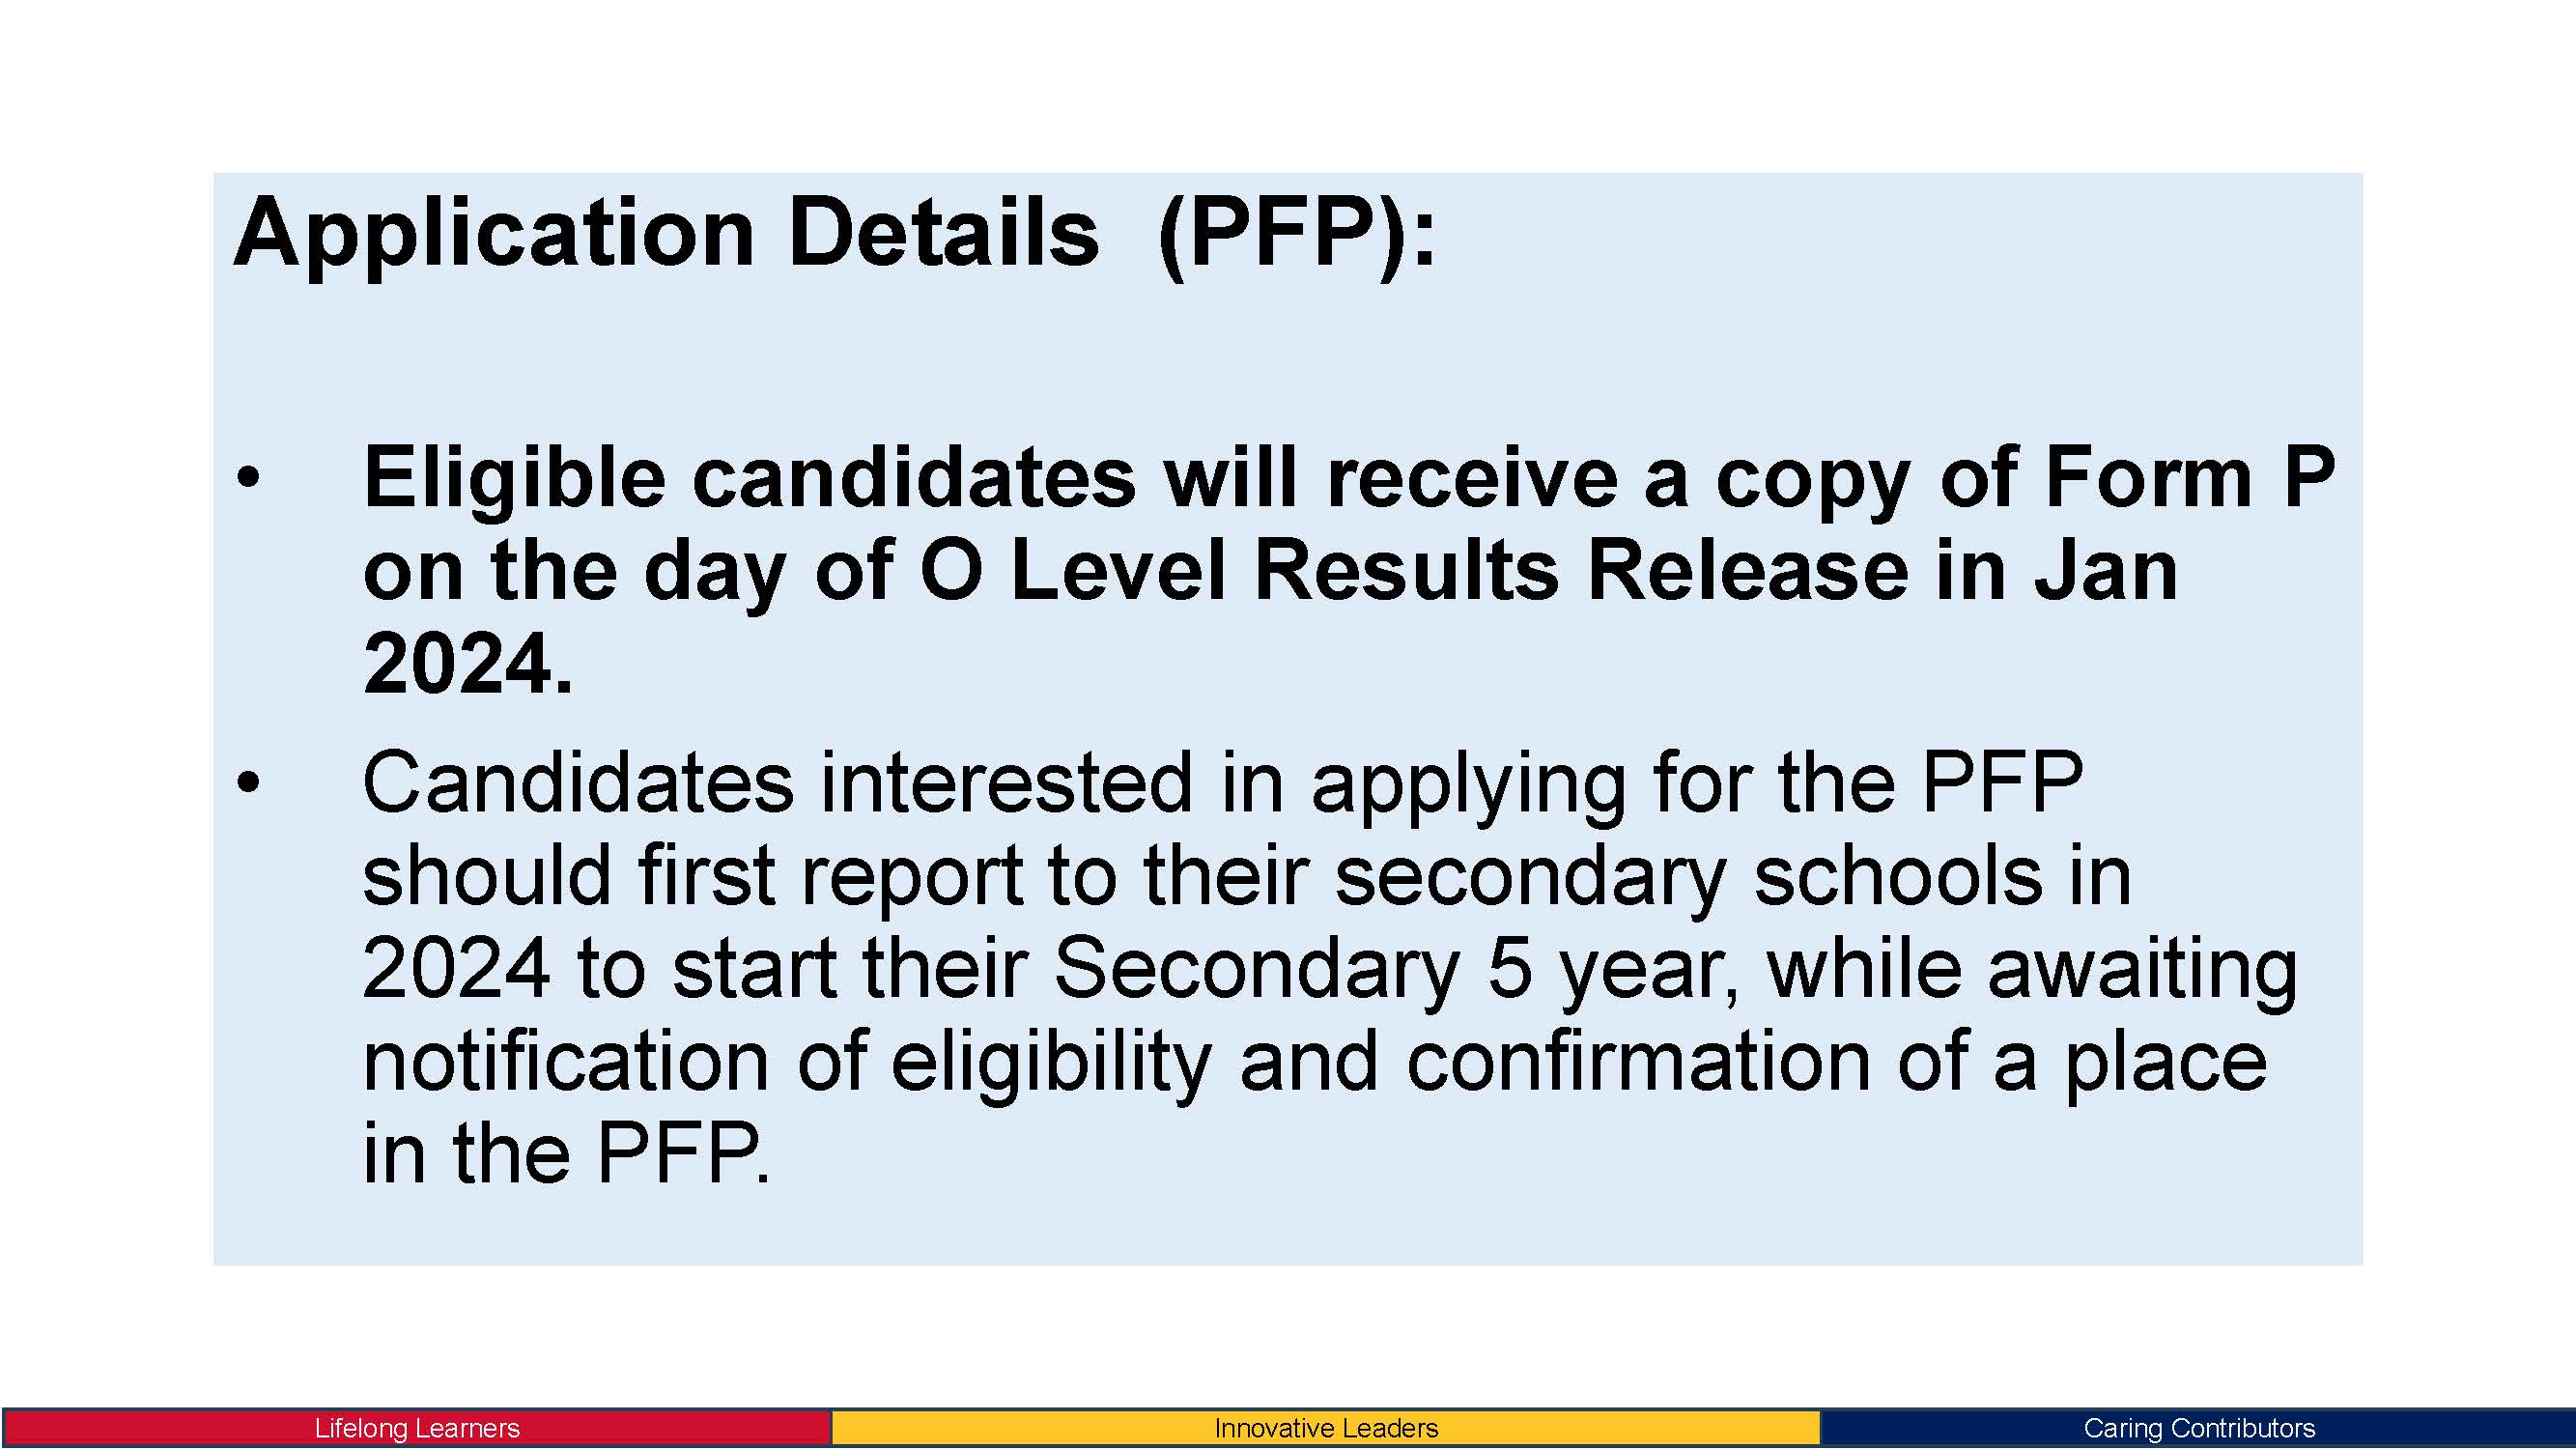 Application Details  (PFP):
• Eligible candidates will receive a copy of Form P
on the day of O Level Results Release in Jan
2024.
• Candidates interested in applying for the PFP
should first report to their secondary schools in
2024 to start their Secondary 5 year, while awaiting
notification of eligibility and confirmation of a place
in the PFP.
Lifelong Learners
Innovative Leaders
Caring Contributors